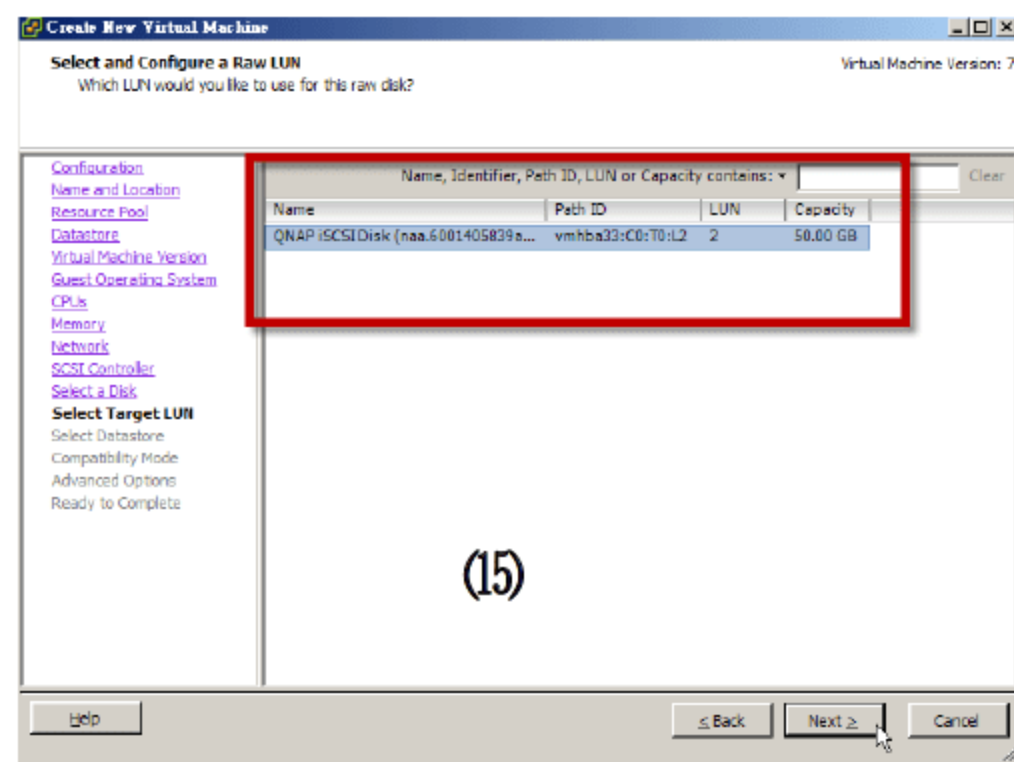 Create New Virtual Machine
Select and Configure a Raw LUN
Which LUN would you like to use for this raw disk?
Virtual Machine Version: 7
Configuration
Name and Location
Resource Pool
Datastore
Virtual Machine Version
Guest Operating System
CPUs
Memory
Network
SCSI Controller
Select a Disk
Select Target LUN
Select Datastore
Compatibility Mode
Advanced Options
Ready to Complete
Name, Identifier, Path ID, LUN or Capacity contains:
Clear
Name Path ID LUN Capacity
QNAP iSCSI Disk (naa.6001405839a... vmhba33:C0:T0:L2 2 50.00 GB
(15)
Help
≤ Back
Next ≥
Cancel